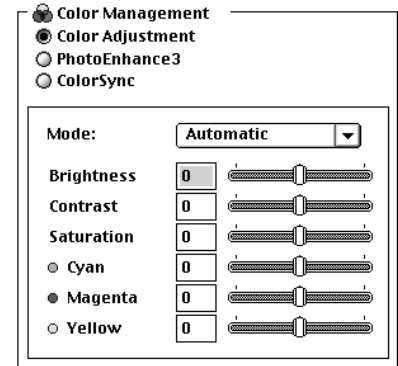 Color Management
Color Adjustment
PhotoEnhance3
ColorSync
Mode: Automatic
Brightness 0
Contrast 0
Saturation 0
Cyan 0
Magenta 0
Yellow 0